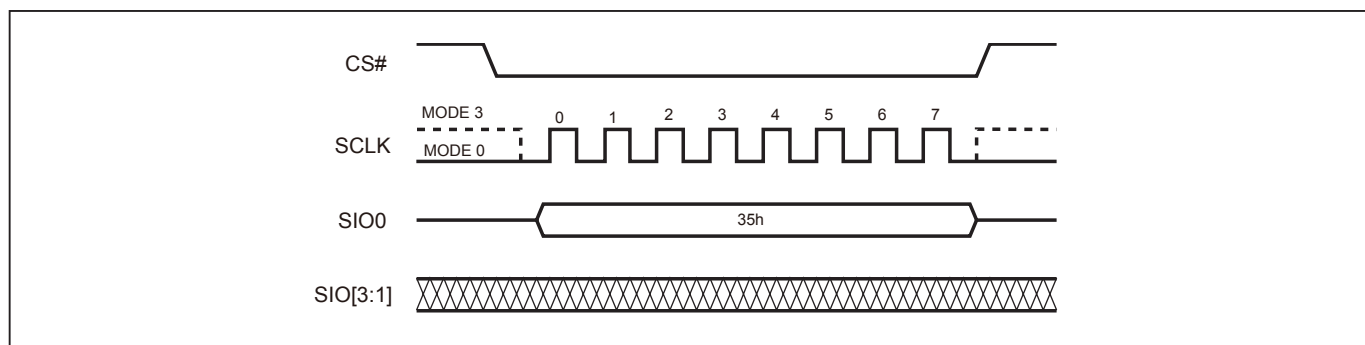 CS#
MODE 3
0 1 2 3 4 5 6 7
SCLK
MODE 0
SIO0
35h
SIO[3:1]